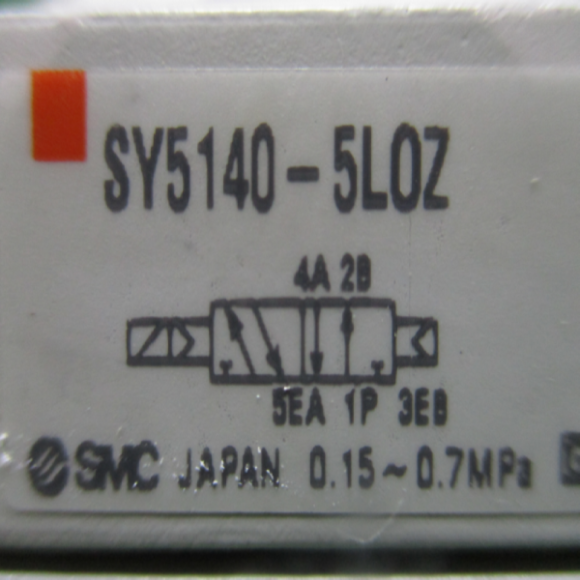 SY5140-5LOZ
4A 2B
5EA 1P 3EB
SMC JAPAN 0.15~0.7MPa